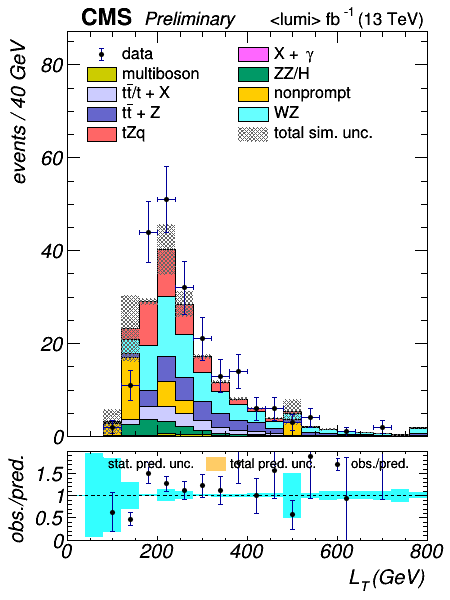 CMS Preliminary <lumi> fb⁻¹ (13 TeV)
events / 40 GeV
80
60
40
20
0
data
multiboson
tt̄/t + X
tt̄ + Z
tZq
X + γ
ZZ/H
nonprompt
WZ
total sim. unc.
obs./pred.
1.5
1
0.5
0
stat. pred. unc. total pred. unc. obs./pred.
0 200 400 600 800
L_T(GeV)